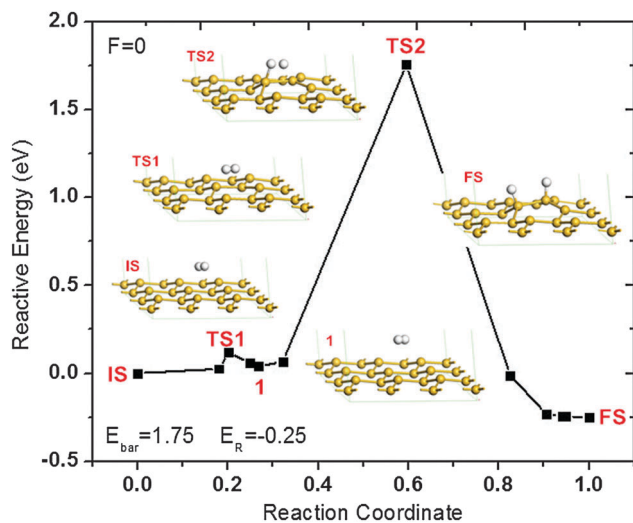 F=0
TS2
TS2
TS1
FS
IS
TS1
1
IS
1
FS
E_bar=1.75 E_R=-0.25
2.0
1.5
1.0
0.5
0.0
-0.5
Reactive Energy (eV)
0.0 0.2 0.4 0.6 0.8 1.0
Reaction Coordinate